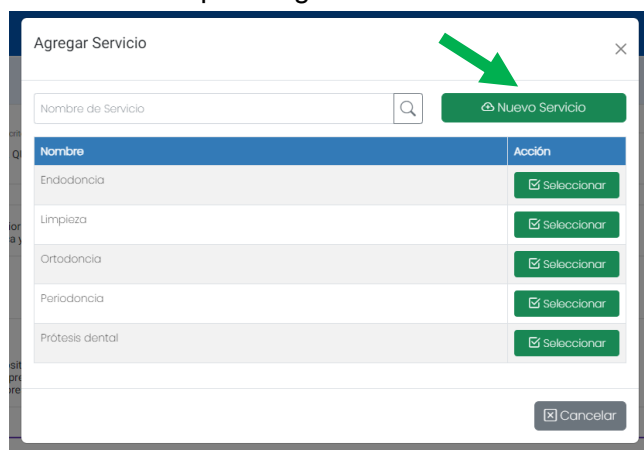 Agregar Servicio
Nombre de Servicio
Nuevo Servicio
Nombre Acción
Endodoncia Seleccionar
Limpieza Seleccionar
Ortodoncia Seleccionar
Periodoncia Seleccionar
Prótesis dental Seleccionar
Cancelar